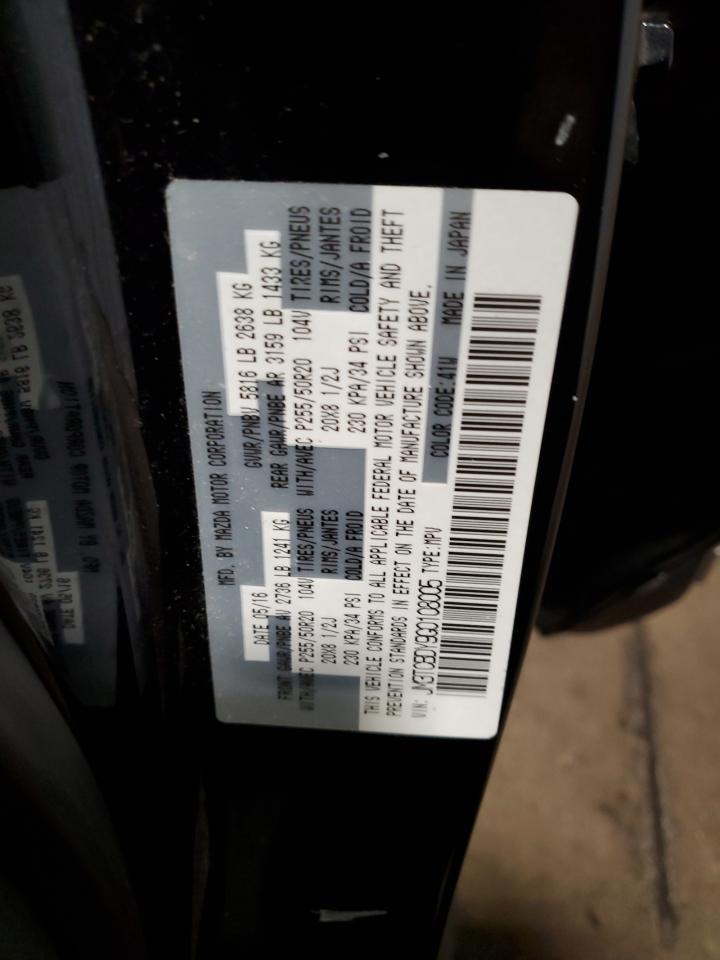 MFD. BY MAZDA MOTOR CORPORATION
DATE 05/16 GVWR/PNBV 5816 LB 2638 KG
FRONT GAWR/PNBE AV 2736 LB 1241 KG REAR GAWR/PNBE AR 3159 LB 1433 KG
WITH/AVEC P255/50R20 104V TIRES/PNEUS WITH/AVEC P255/50R20 104V TIRES/PNEUS
20X8 1/2J RIMS/JANTES 20X8 1/2J RIMS/JANTES
230 KPA/34 PSI COLD/A FROID 230 KPA/34 PSI COLD/A FROID
THIS VEHICLE CONFORMS TO ALL APPLICABLE FEDERAL MOTOR VEHICLE SAFETY AND THEFT
PREVENTION STANDARDS IN EFFECT ON THE DATE OF MANUFACTURE SHOWN ABOVE.
VIN: JM3TCBDY9G0108005 TYPE:MPV COLOR CODE:41W MADE IN JAPAN